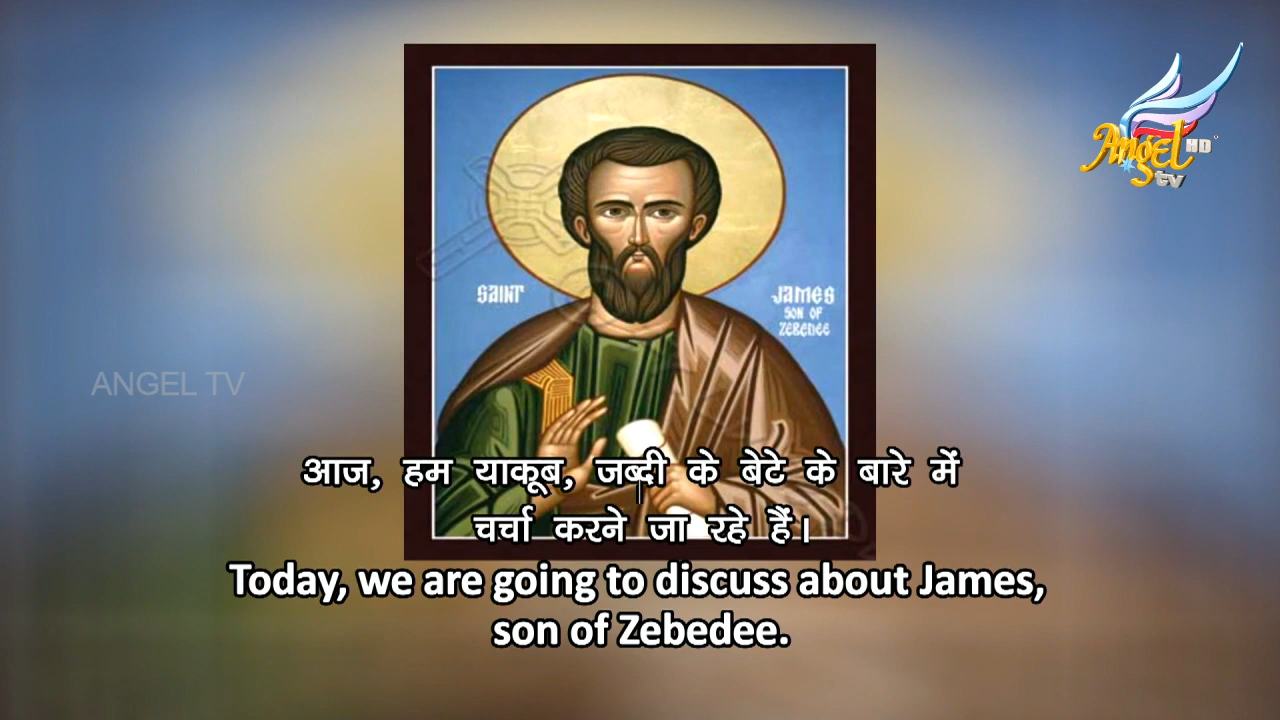 Angel HD
tv
SAINT
JAMES
SON OF
ZEBEDEE
ANGEL TV
आज, हम याकूब, जब्दी के बेटे के बारे में
चर्चा करने जा रहे हैं।
Today, we are going to discuss about James,
son of Zebedee.